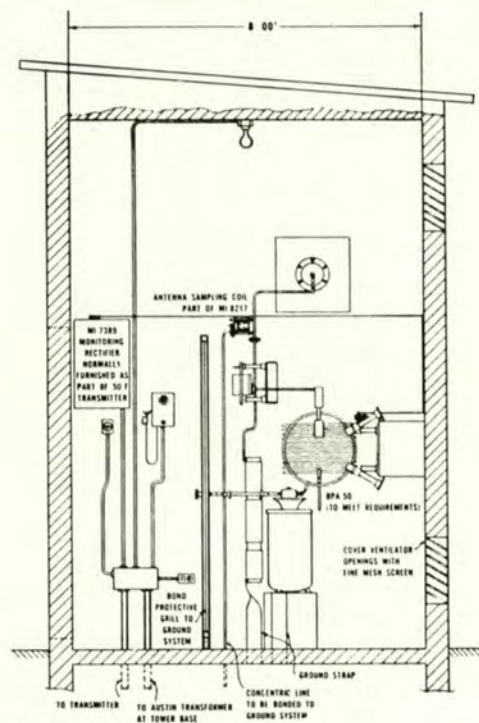 8 00'
ANTENNA SAMPLING COIL
PART OF MI 8217
MI 7389
MONITORING
RECTIFIER
NORMALLY
FURNISHED AS
PART OF 50 F
TRANSMITTER
BPA 50
(TO MEET REQUIREMENTS)
COVER VENTILATOR
OPENINGS WITH
FINE MESH SCREEN
BOND
PROTECTIVE
GRILL TO
GROUND
SYSTEM
GROUND STRAP
TO TRANSMITTER
TO AUSTIN TRANSFORMER
AT TOWER BASE
CONCENTRIC LINE
TO BE BONDED TO
GROUND SYSTEM